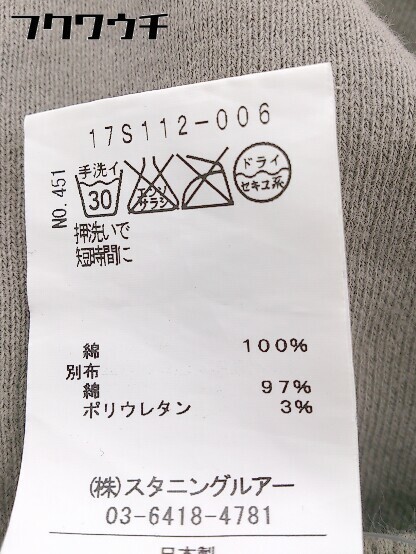 フクワウチ
17S112-006
NO. 451
手洗イ
30
エンソ
サラシ
ドライ
セキユ系
押洗いで
短時間に
綿 100%
別布
綿 97%
ポリウレタン 3%
(株)スタニングルアー
03-6418-4781
日本製